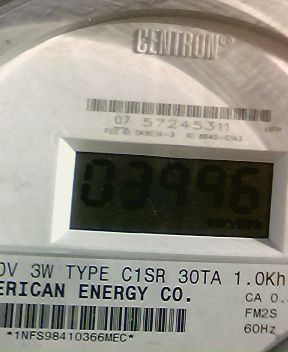 CENTRON®
07 57245311
03996
0V 3W TYPE C1SR 30TA 1.0Kh
ERICAN ENERGY CO.
CA 0.
FM2S
*1NFS98410366MEC*
60Hz